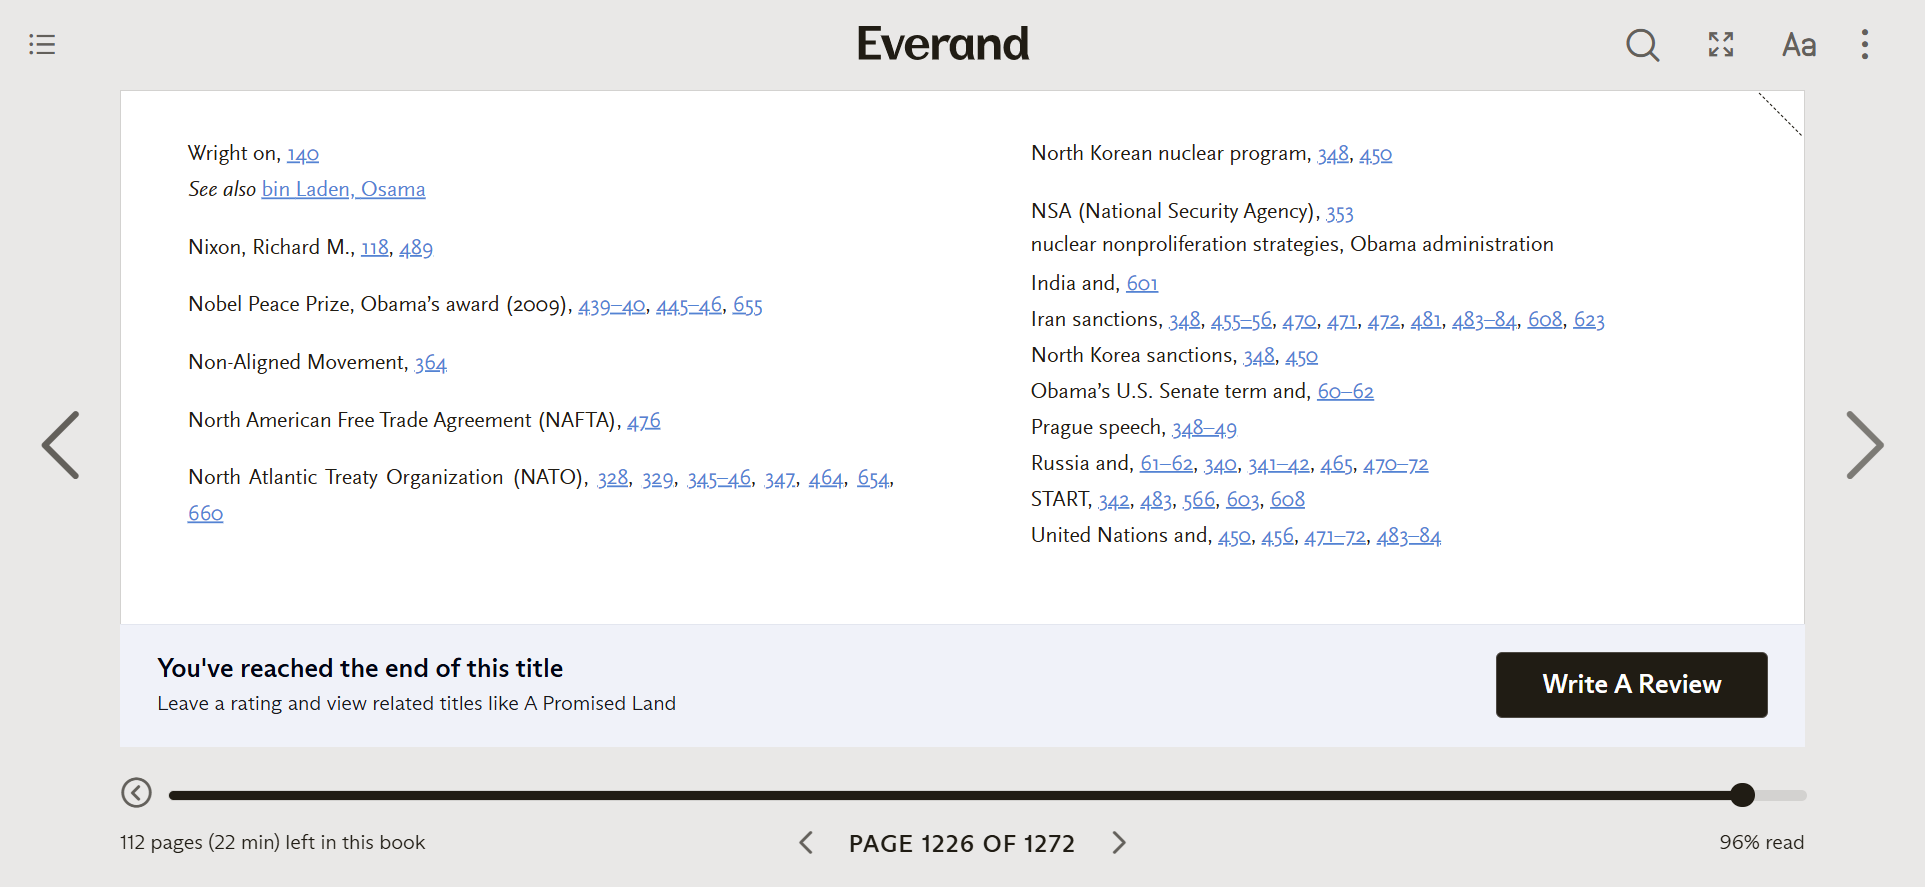 Everand
Aa
Wright on, 140
See also bin Laden, Osama
Nixon, Richard M., 118, 489
Nobel Peace Prize, Obama’s award (2009), 439–40, 445–46, 655
Non-Aligned Movement, 364
North American Free Trade Agreement (NAFTA), 476
North Atlantic Treaty Organization (NATO), 328, 329, 345–46, 347, 464, 654,
660
North Korean nuclear program, 348, 450
NSA (National Security Agency), 353
nuclear nonproliferation strategies, Obama administration
India and, 601
Iran sanctions, 348, 455–56, 470, 471, 472, 481, 483–84, 608, 623
North Korea sanctions, 348, 450
Obama’s U.S. Senate term and, 60–62
Prague speech, 348–49
Russia and, 61–62, 340, 341–42, 465, 470–72
START, 342, 483, 566, 603, 608
United Nations and, 450, 456, 471–72, 483–84
You've reached the end of this title
Leave a rating and view related titles like A Promised Land
Write A Review
112 pages (22 min) left in this book
PAGE 1226 OF 1272
96% read